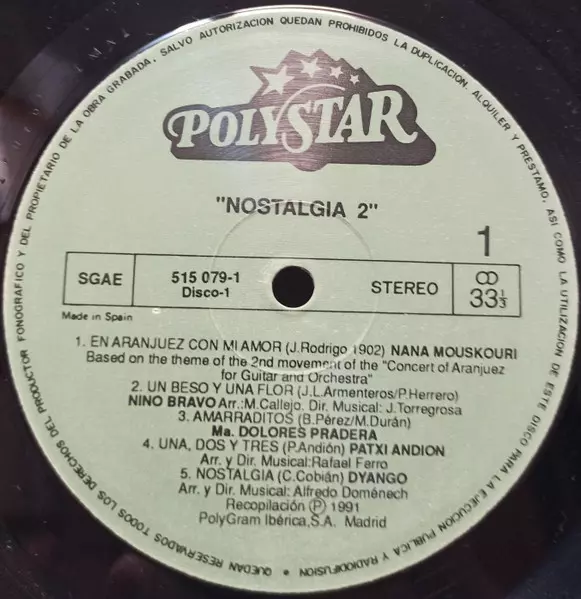 QUEDAN RESERVADOS TODOS LOS DERECHOS DEL PRODUCTOR FONOGRAFICO Y DEL PROPIETARIO DE LA OBRA GRABADA, SALVO AUTORIZACION QUEDAN PROHIBIDOS LA DUPLICACION, ALQUILER Y PRESTAMO, ASI COMO LA UTILIZACION DE ESTE DISCO PARA LA EJECUCION PUBLICA Y RADIODIFUSION •
POLYSTAR
"NOSTALGIA 2"
1
SGAE
515 079-1
Disco-1
STEREO
33 1/3
Made in Spain
1. EN ARANJUEZ CON MI AMOR (J.Rodrigo 1902) NANA MOUSKOURI
Based on the theme of the 2nd movement of the "Concert of Aranjuez
for Guitar and Orchestra"
2. UN BESO Y UNA FLOR (J.L.Armenteros/P.Herrero)
NINO BRAVO Arr.:M.Callejo. Dir. Musical: J.Torregrosa
3. AMARRADITOS (B.Pérez/M.Durán)
Ma. DOLORES PRADERA
4. UNA, DOS Y TRES (P.Andión) PATXI ANDION
Arr. y Dir. Musical:Rafael Ferro
5. NOSTALGIA (C.Cobián) DYANGO
Arr. y Dir. Musical: Alfredo Doménech
Recopilación Ⓟ 1991
PolyGram Ibérica,S.A. Madrid